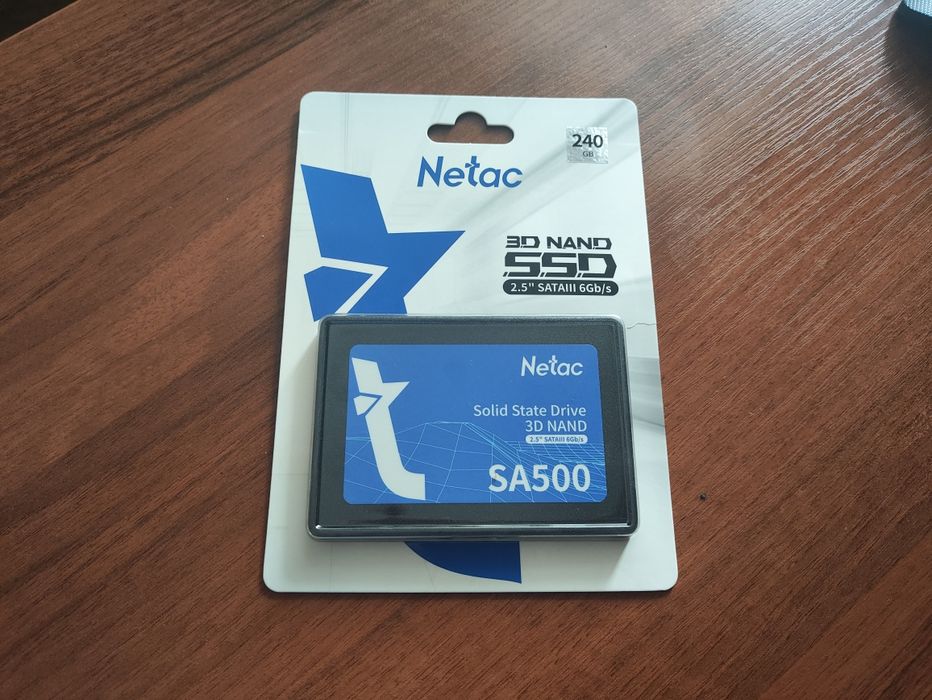 240
GB
Netac
3D NAND
SSD
2.5" SATAIII 6Gb/s
Netac
Solid State Drive
3D NAND
2.5" SATAIII 6Gb/s
SA500